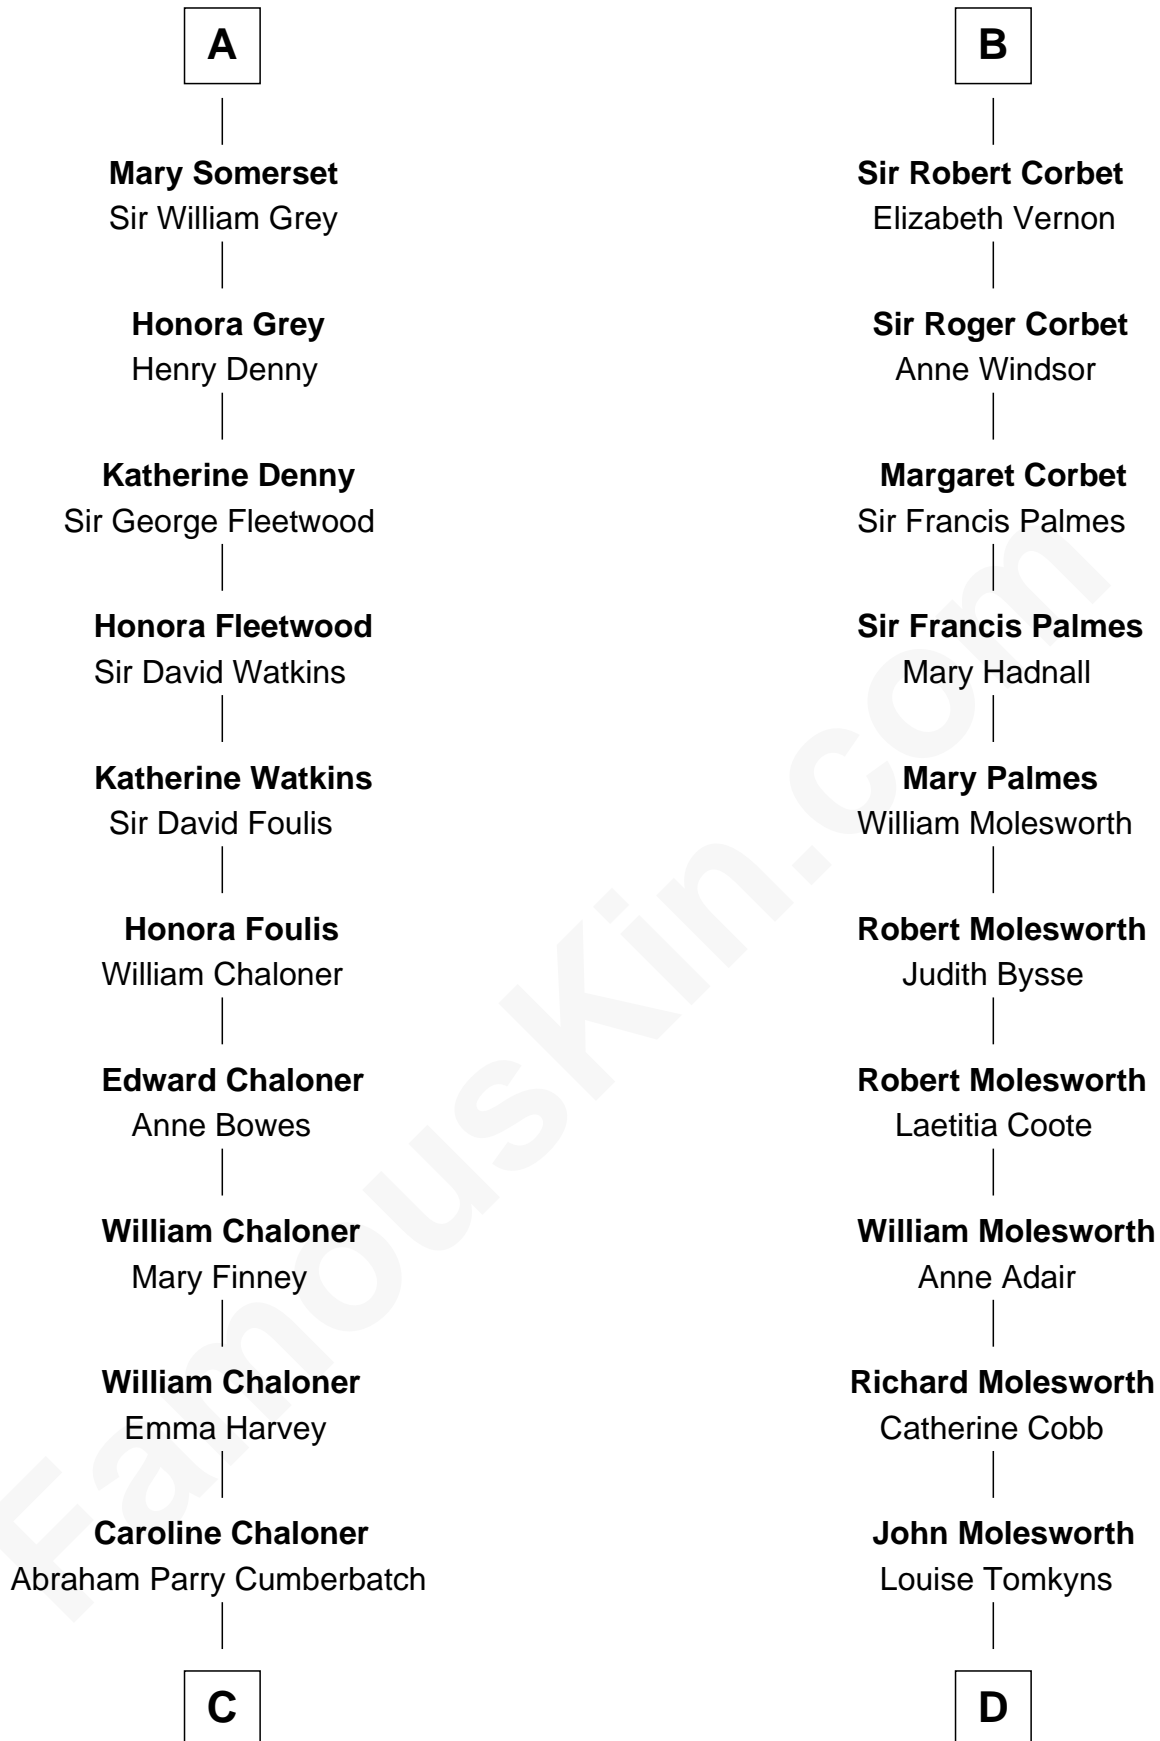 A
Mary Somerset
Sir William Grey
Honora Grey
Henry Denny
Katherine Denny
Sir George Fleetwood
Honora Fleetwood
Sir David Watkins
Katherine Watkins
Sir David Foulis
Honora Foulis
William Chaloner
Edward Chaloner
Anne Bowes
William Chaloner
Mary Finney
William Chaloner
Emma Harvey
Caroline Chaloner
Abraham Parry Cumberbatch
C
B
Sir Robert Corbet
Elizabeth Vernon
Sir Roger Corbet
Anne Windsor
Margaret Corbet
Sir Francis Palmes
Sir Francis Palmes
Mary Hadnall
Mary Palmes
William Molesworth
Robert Molesworth
Judith Bysse
Robert Molesworth
Laetitia Coote
William Molesworth
Anne Adair
Richard Molesworth
Catherine Cobb
John Molesworth
Louise Tomkyns
D
FamousKin.com